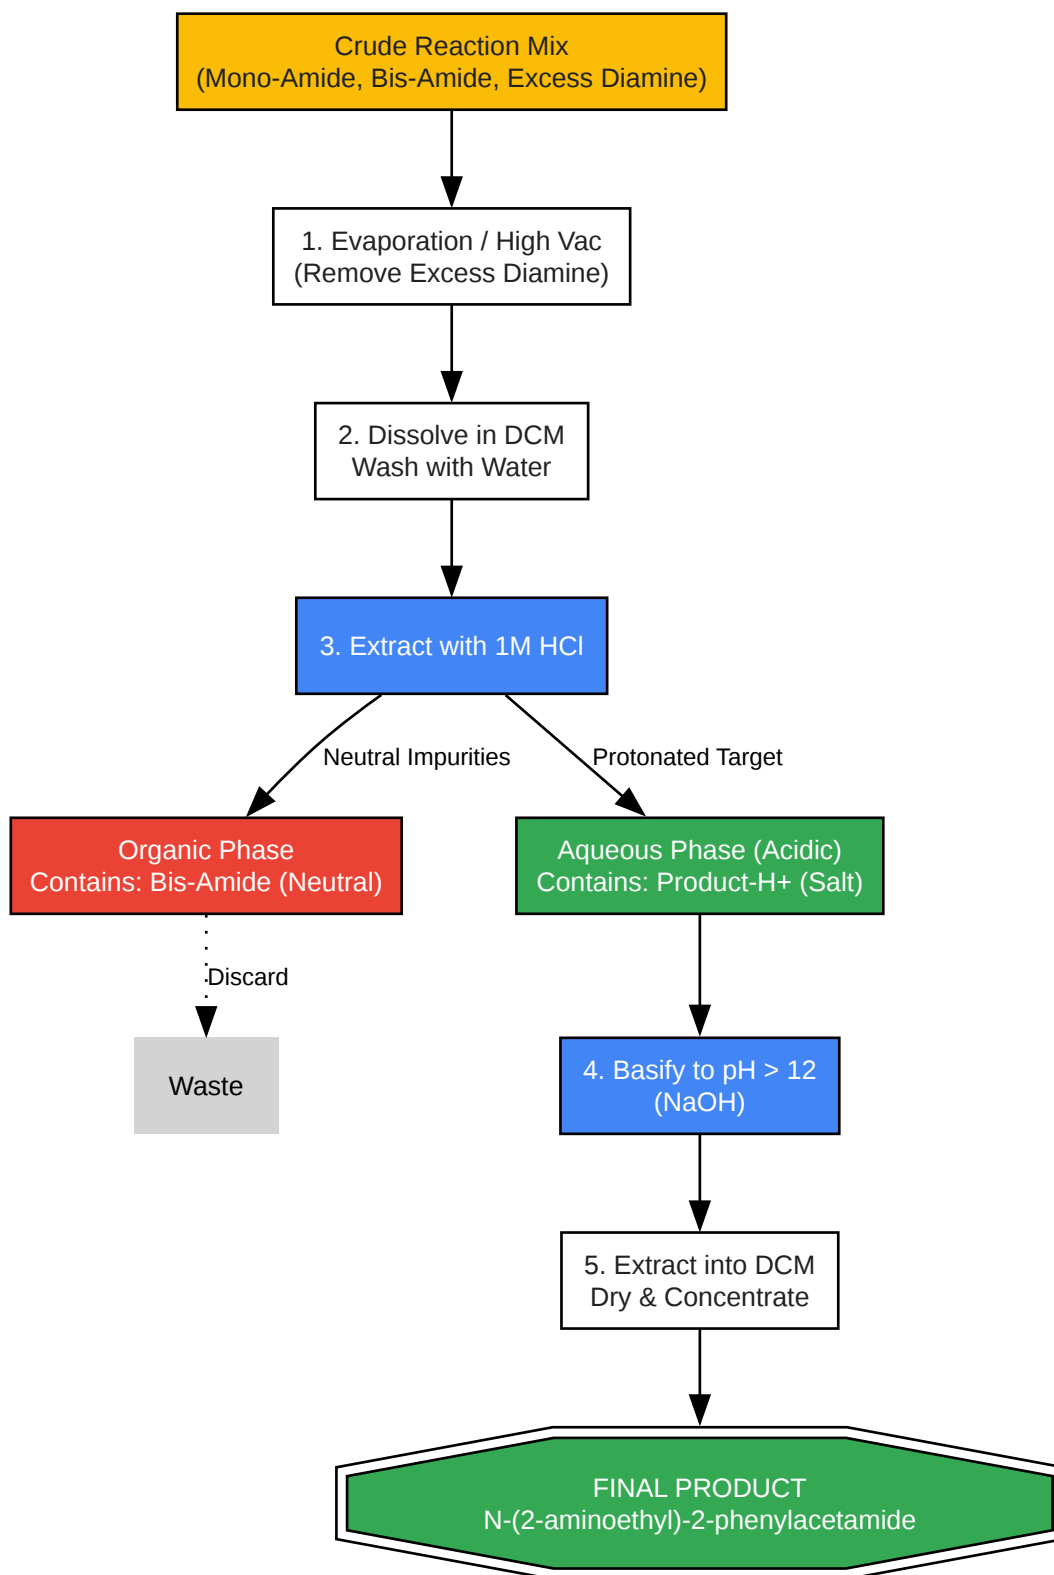 Crude Reaction Mix
(Mono-Amide, Bis-Amide, Excess Diamine)
1. Evaporation / High Vac
(Remove Excess Diamine)
2. Dissolve in DCM
Wash with Water
3. Extract with 1M HCl
Neutral Impurities
Protonated Target
Organic Phase
Contains: Bis-Amide (Neutral)
Aqueous Phase (Acidic)
Contains: Product-H+ (Salt)
Discard
Waste
4. Basify to pH > 12
(NaOH)
5. Extract into DCM
Dry & Concentrate
FINAL PRODUCT
N-(2-aminoethyl)-2-phenylacetamide